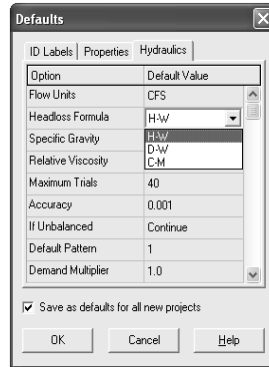 Defaults
ID Labels Properties Hydraulics
Option Default Value
Flow Units CFS
Headloss Formula H-W
Specific Gravity H-W
Relative Viscosity D-W
C-M
Maximum Trials 40
Accuracy 0.001
If Unbalanced Continue
Default Pattern 1
Demand Multiplier 1.0
Save as defaults for all new projects
OK Cancel Help